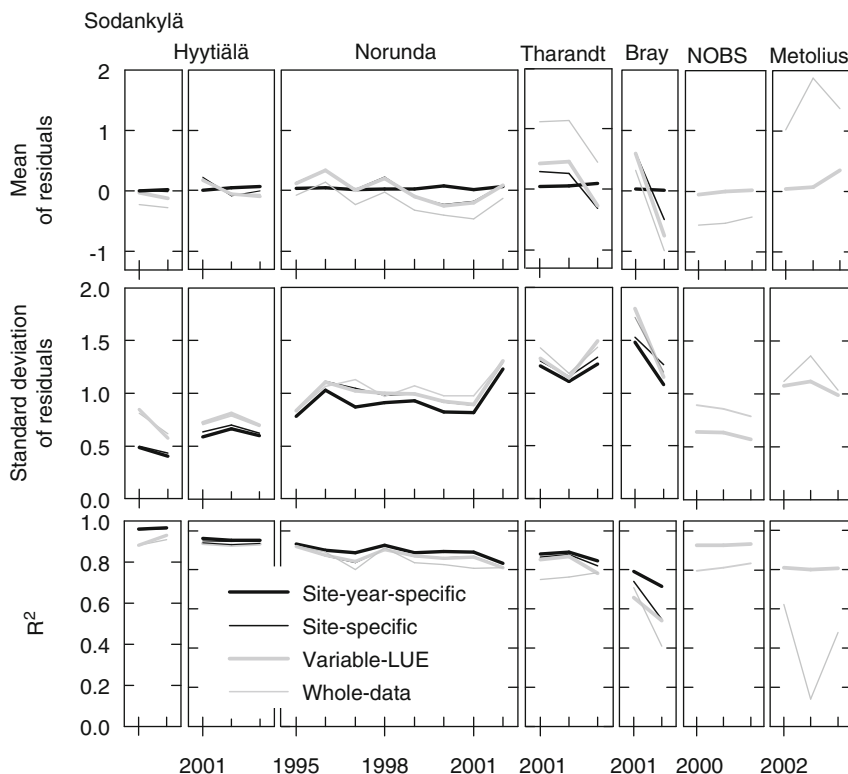 Sodankylä
Hyytiälä Norunda Tharandt Bray NOBS Metolius
Mean
of residuals
2
1
0
-1
Standard deviation
of residuals
2.0
1.5
1.0
0.5
0.0
R2
1.0
0.8
0.6
0.4
0.2
0.0
Site-year-specific
Site-specific
Variable-LUE
Whole-data
2001 1995 1998 2001 2001 2001 2000 2002